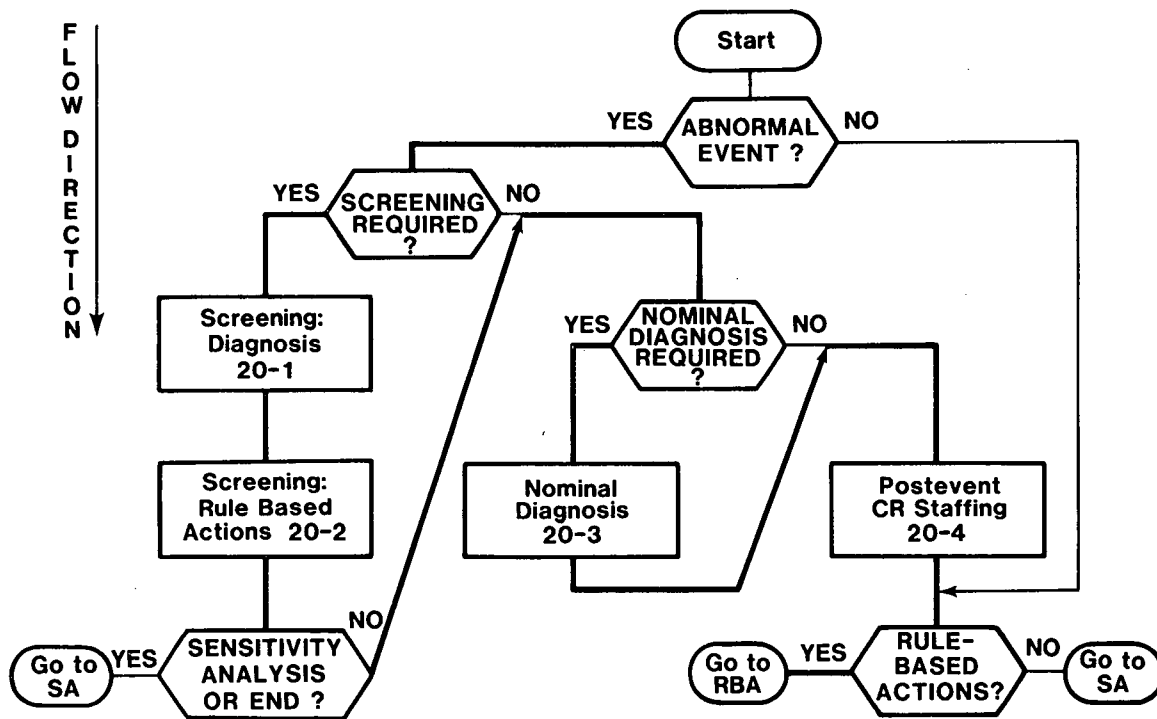 FLOW DIRECTION
Start
ABNORMAL
EVENT ?
YES
NO
SCREENING
REQUIRED
?
YES
NO
Screening:
Diagnosis
20-1
Screening:
Rule Based
Actions 20-2
SENSITIVITY
ANALYSIS
OR END ?
YES
NO
Go to
SA
NOMINAL
DIAGNOSIS
REQUIRED
?
YES
NO
Nominal
Diagnosis
20-3
Postevent
CR Staffing
20-4
RULE-
BASED
ACTIONS?
YES
NO
Go to
RBA
Go to
SA